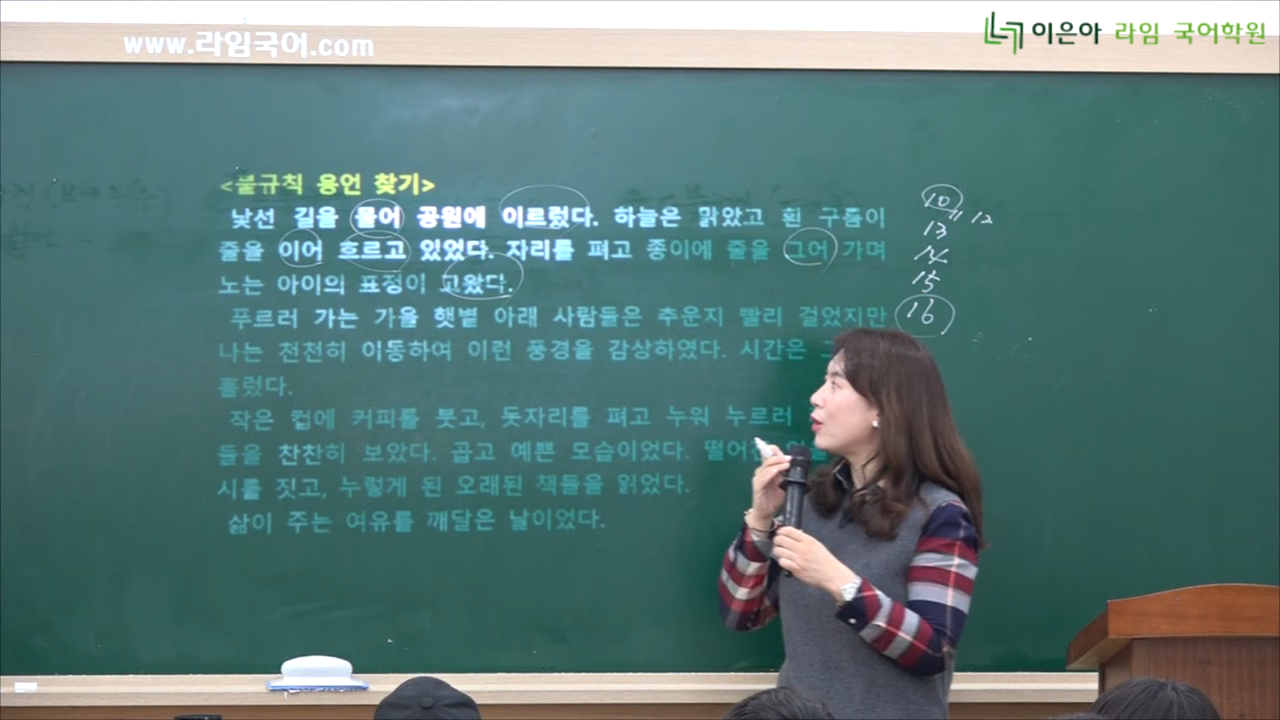 www.라임국어.com
이은아 라임 국어학원
<불규칙 용언 찾기>
낯선 길을 물어 공원에 이르렀다. 하늘은 맑았고 흰 구름이
줄을 이어 흐르고 있었다. 자리를 펴고 종이에 줄을 그어 가며
노는 아이의 표정이 고왔다.
푸르러 가는 가을 햇볕 아래 사람들은 추운지 빨리 걸었지만
나는 천천히 이동하여 이런 풍경을 감상하였다. 시간은
흘렀다.
작은 컵에 커피를 붓고, 돗자리를 펴고 누워 누르러
들을 찬찬히 보았다. 곱고 예쁜 모습이었다.
시를 짓고, 누렇게 된 오래된 책들을 읽었다.
삶이 주는 여유를 깨달은 날이었다.
10
11 12
13
14
15
16